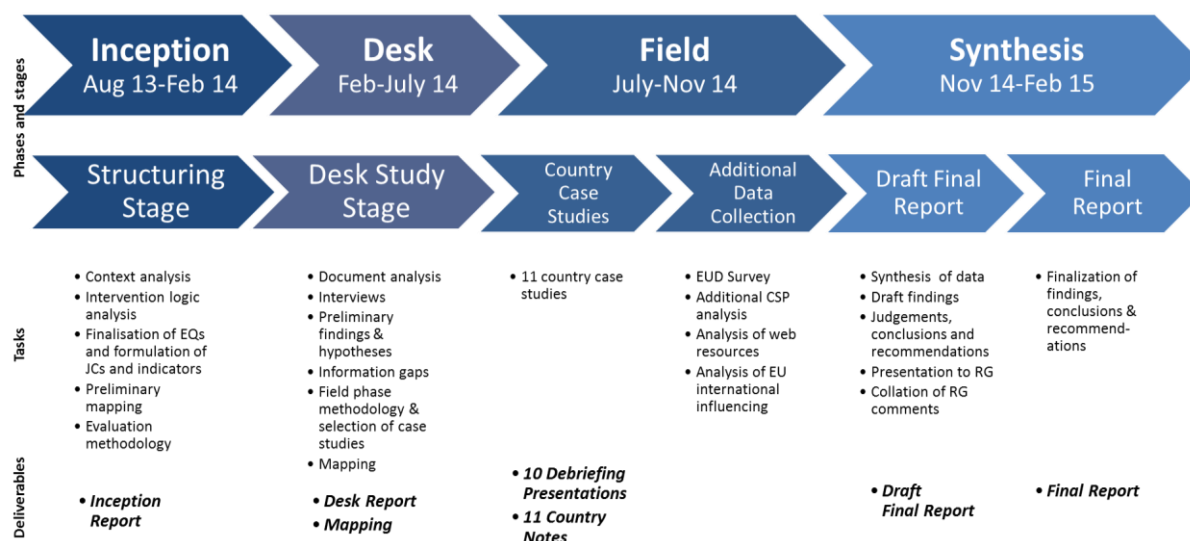 Phases and stages
Inception
Aug 13-Feb 14
Desk
Feb-July 14
Field
July-Nov 14
Synthesis
Nov 14-Feb 15
Structuring
Stage
Desk Study
Stage
Country
Case
Studies
Additional
Data
Collection
Draft Final
Report
Final
Report
Tasks
• Context analysis
• Intervention logic
analysis
• Finalisation of EQs
and formulation of
JCs and indicators
• Preliminary
mapping
• Evaluation
methodology
• Document analysis
• Interviews
• Preliminary
findings &
hypotheses
• Information gaps
• Field phase
methodology &
selection of case
studies
• Mapping
• 11 country case
studies
• EUD Survey
• Additional CSP
analysis
• Analysis of web
resources
• Analysis of EU
international
influencing
• Synthesis of data
• Draft findings
• Judgements,
conclusions and
recommendations
• Presentation to RG
• Collation of RG
comments
• Finalization of
findings,
conclusions &
recommend-
ations
Deliverables
• Inception
Report
• Desk Report
• Mapping
• 10 Debriefing
Presentations
• 11 Country
Notes
• Draft
Final Report
• Final Report